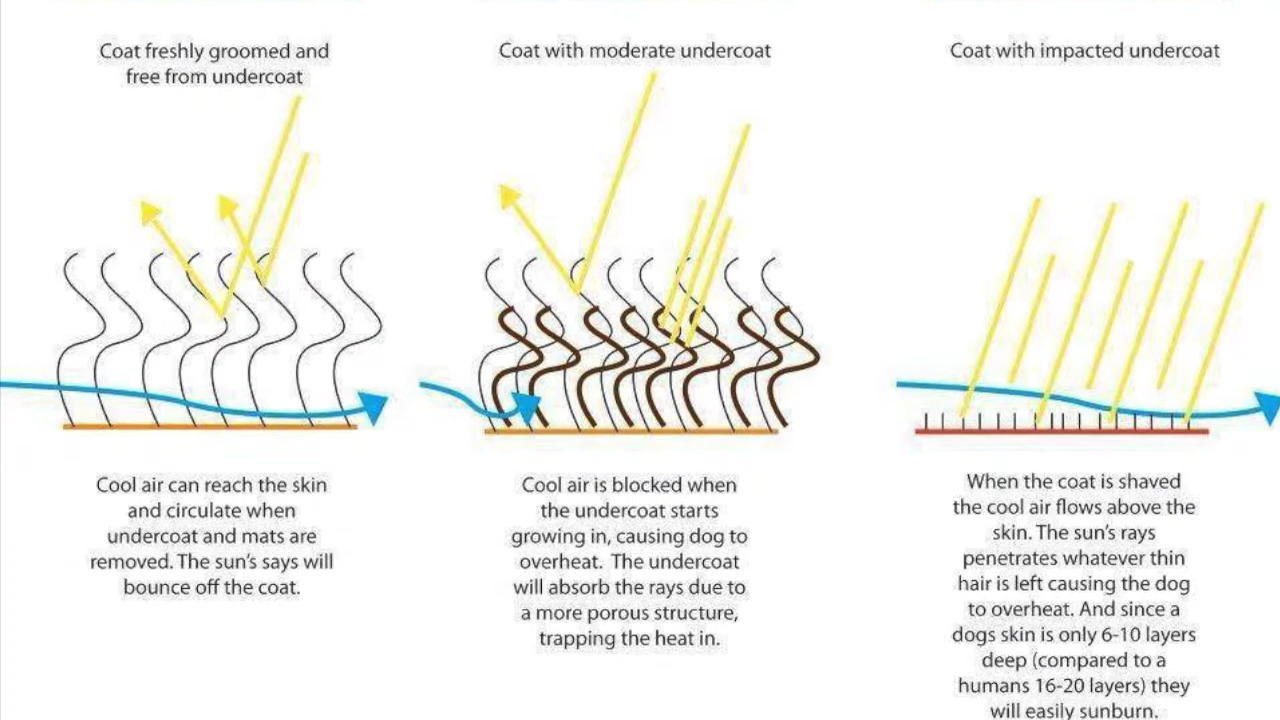 Coat freshly groomed and
free from undercoat
Cool air can reach the skin
and circulate when
undercoat and mats are
removed. The sun's says will
bounce off the coat.
Coat with moderate undercoat
Cool air is blocked when
the undercoat starts
growing in, causing dog to
overheat. The undercoat
will absorb the rays due to
a more porous structure,
trapping the heat in.
Coat with impacted undercoat
When the coat is shaved
the cool air flows above the
skin. The sun's rays
penetrates whatever thin
hair is left causing the dog
to overheat. And since a
dogs skin is only 6-10 layers
deep (compared to a
humans 16-20 layers) they
will easily sunburn.